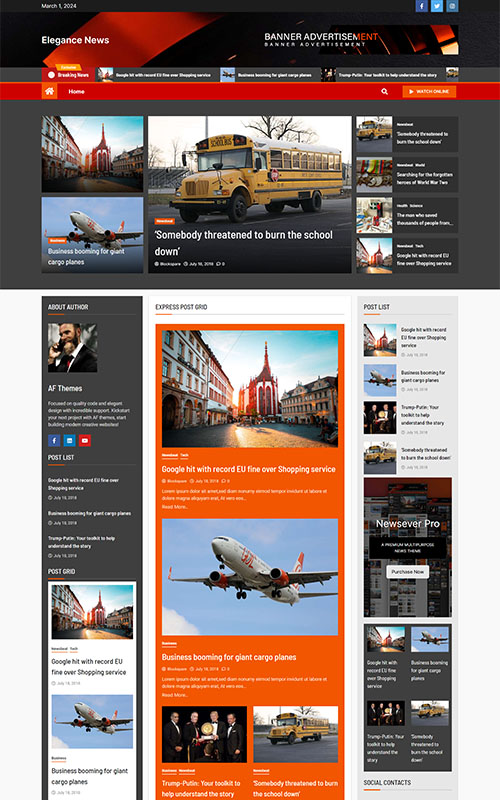 March 1, 2024
Elegance News
BANNER ADVERTISEMENT
BANNER ADVERTISEMENT
Exclusive
Breaking News
Google hit with record EU fine over Shopping service
Business booming for giant cargo planes
Trump-Putin: Your toolkit to help understand the story
Home
WATCH ONLINE
Business
Business booming for giant
cargo planes
SCHOOL BUS
Newsbeat
‘Somebody threatened to burn the school
down’
Blockspare July 18, 2018 0
Newsbeat
‘Somebody threatened to
burn the school down’
Newsbeat World
Searching for the forgotten
heroes of World War Two
Health Science
The man who saved
thousands of people from...
Newsbeat Tech
Google hit with record EU
fine over Shopping service
ABOUT AUTHOR
AF Themes
Focused on quality code and elegant
design with incredible support. Kickstart
your next project with AF themes, start
building modern creative websites!
POST LIST
Google hit with record EU fine over
Shopping service
July 18, 2018
Business booming for giant cargo planes
July 18, 2018
Trump-Putin: Your toolkit to help
understand the story
July 18, 2018
POST GRID
Newsbeat Tech
Google hit with record EU
fine over Shopping service
July 18, 2018
Business
Business booming for giant
cargo planes
July 18, 2018
EXPRESS POST GRID
Newsbeat Tech
Google hit with record EU fine over Shopping service
Blockspare July 18, 2018 0
Lorem ipsum dolor sit amet,sed diam nonumy eirmod tempor invidunt ut labore et
dolore magna aliquyam erat, At vero eos...
Read More..
Business
Business booming for giant cargo planes
Blockspare July 18, 2018 0
Lorem ipsum dolor sit amet,sed diam nonumy eirmod tempor invidunt ut labore et
dolore magna aliquyam erat, At vero eos...
Read More..
Business Newsbeat
Trump-Putin: Your toolkit to
help understand the story
Newsbeat
‘Somebody threatened to
burn the school down’
POST LIST
Google hit with record
EU fine over Shopping
service
July 18, 2018
Business booming for
giant cargo planes
July 18, 2018
Trump-Putin: Your
toolkit to help
understand the story
July 18, 2018
‘Somebody threatened
to burn the school down’
July 18, 2018
Newsever Pro
A PREMIUM MULTIPURPOSE
NEWS THEME
Purchase Now
Google hit with
record EU fine
over Shopping
service
Business booming
for giant cargo
planes
Trump-Putin: Your
toolkit to help
understand the
story
‘Somebody
threatened to
burn the school
down’
SOCIAL CONTACTS